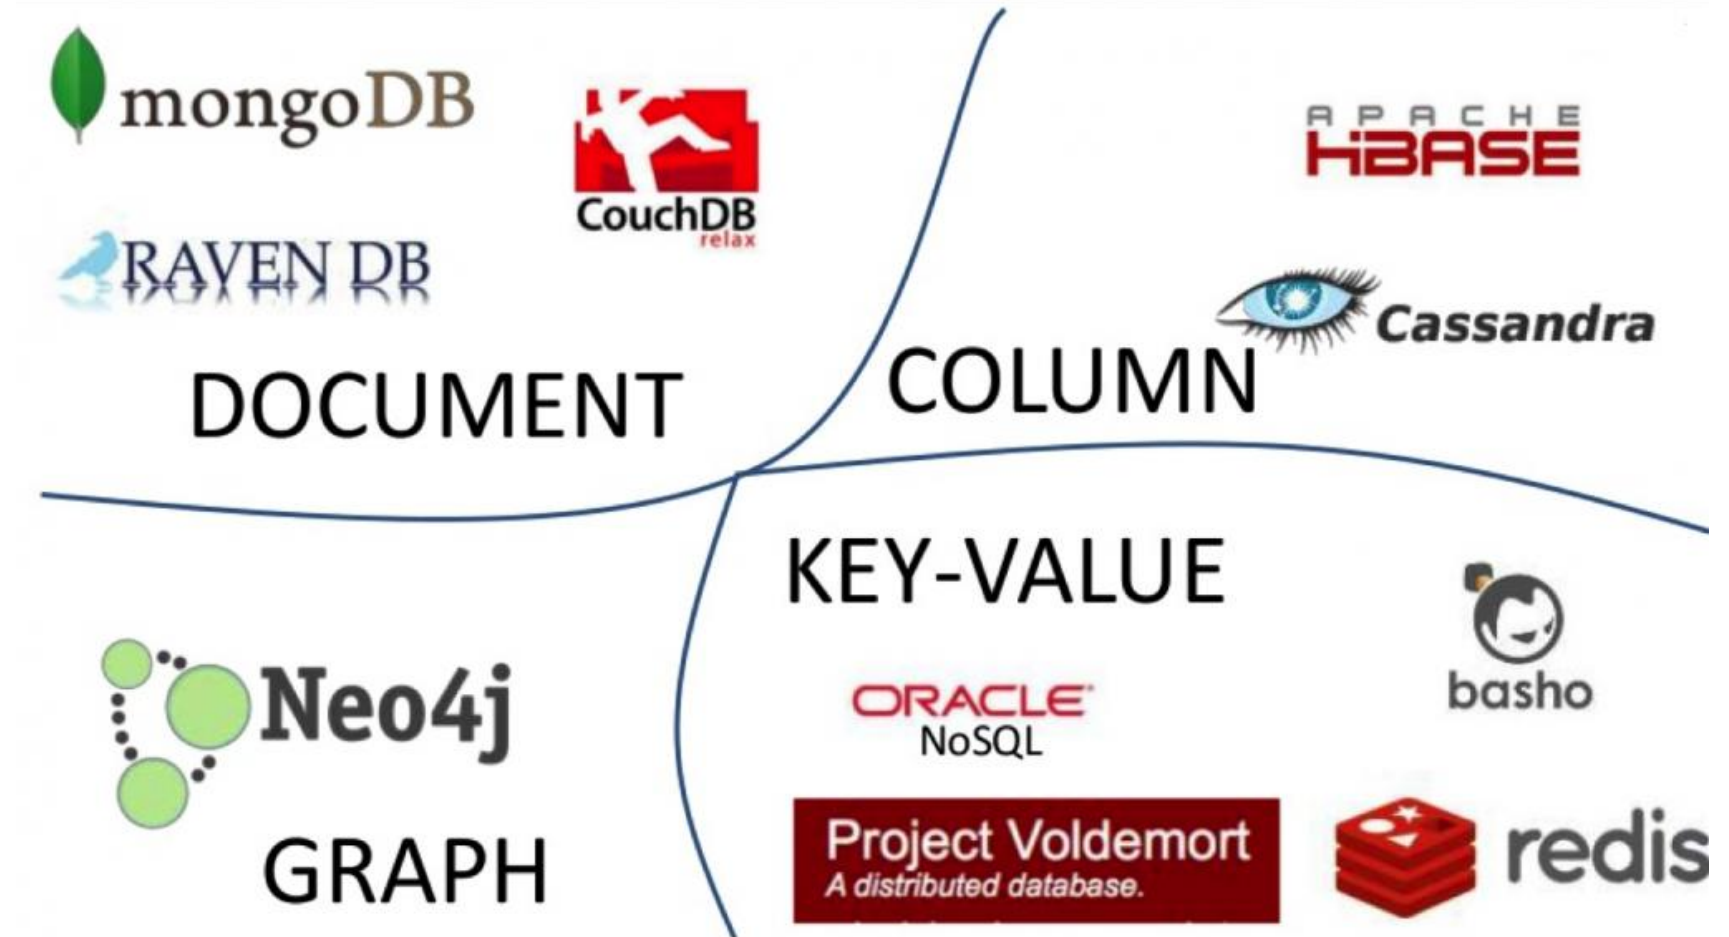 mongoDB
CouchDB
relax
RAVEN DB
DOCUMENT
APACHE
HBASE
Cassandra
COLUMN
KEY-VALUE
basho
ORACLE
NoSQL
Project Voldemort
A distributed database.
redis
Neo4j
GRAPH